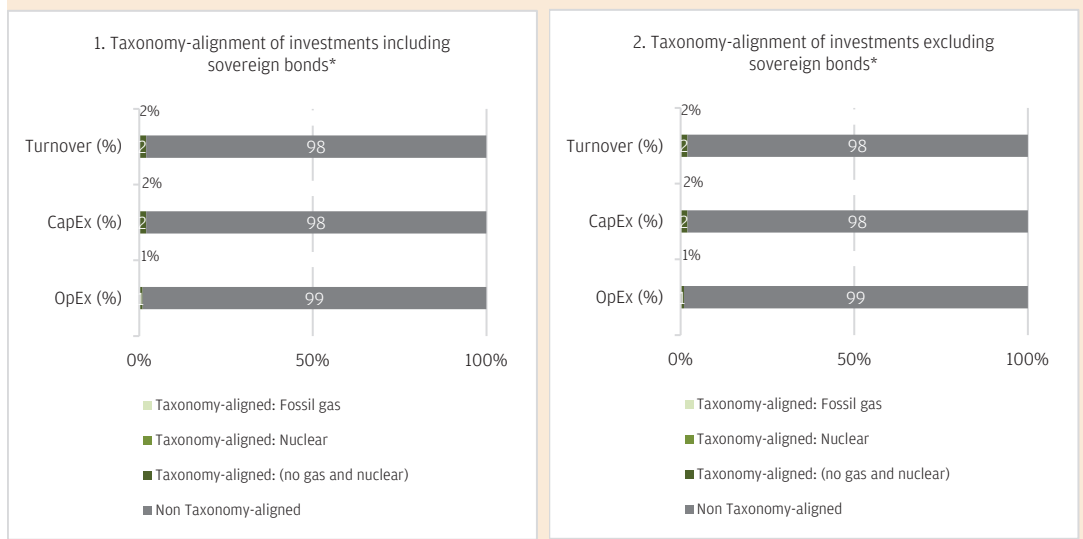 1. Taxonomy-alignment of investments including
sovereign bonds*
2%
Turnover (%)
2
98
2%
CapEx (%)
2
98
1%
OpEx (%)
1
99
0%
50%
100%
Taxonomy-aligned: Fossil gas
Taxonomy-aligned: Nuclear
Taxonomy-aligned: (no gas and nuclear)
Non Taxonomy-aligned
2. Taxonomy-alignment of investments excluding
sovereign bonds*
2%
Turnover (%)
2
98
2%
CapEx (%)
2
98
1%
OpEx (%)
1
99
0%
50%
100%
Taxonomy-aligned: Fossil gas
Taxonomy-aligned: Nuclear
Taxonomy-aligned: (no gas and nuclear)
Non Taxonomy-aligned